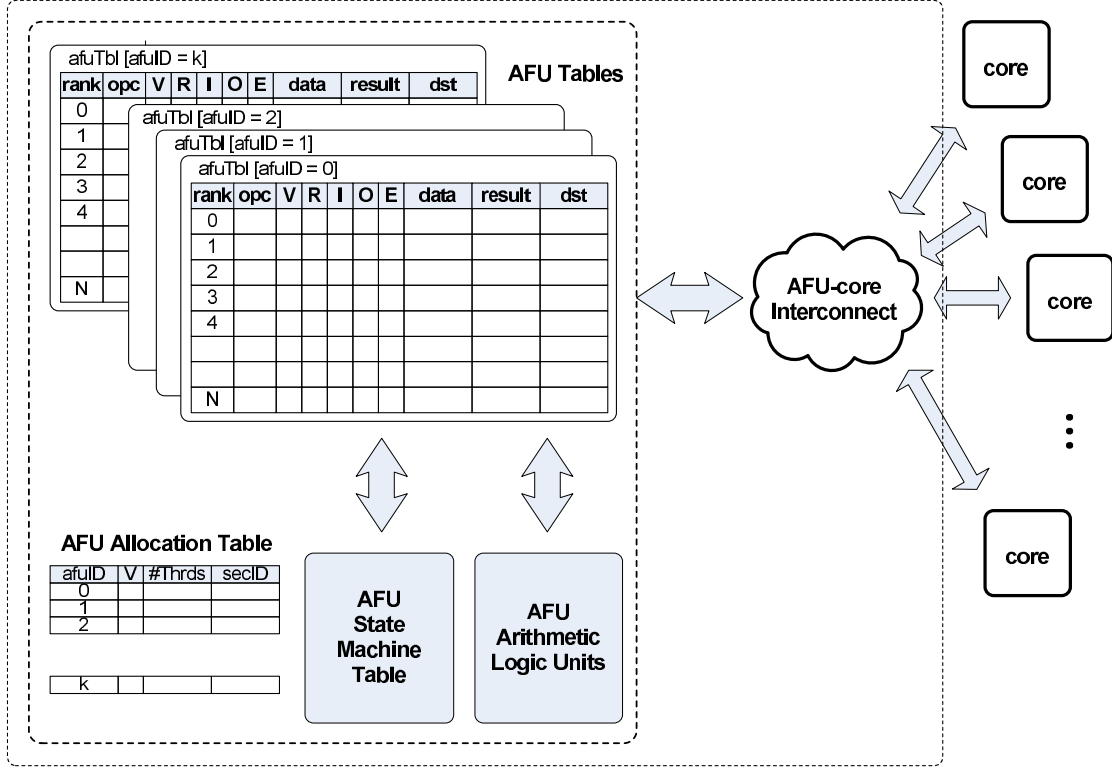 afuTbl [afuID = k]
AFU Tables
rank opc V R I O E data result dst
0
1
2
3
4
N
afuTbl [afuID = 2]
afuTbl [afuID = 1]
afuTbl [afuID = 0]
rank opc V R I O E data result dst
0
1
2
3
4
N
AFU-core
Interconnect
core
core
core
core
AFU Allocation Table
afuID V #Thrds secID
0
1
2
k
AFU
State
Machine
Table
AFU
Arithmetic
Logic Units